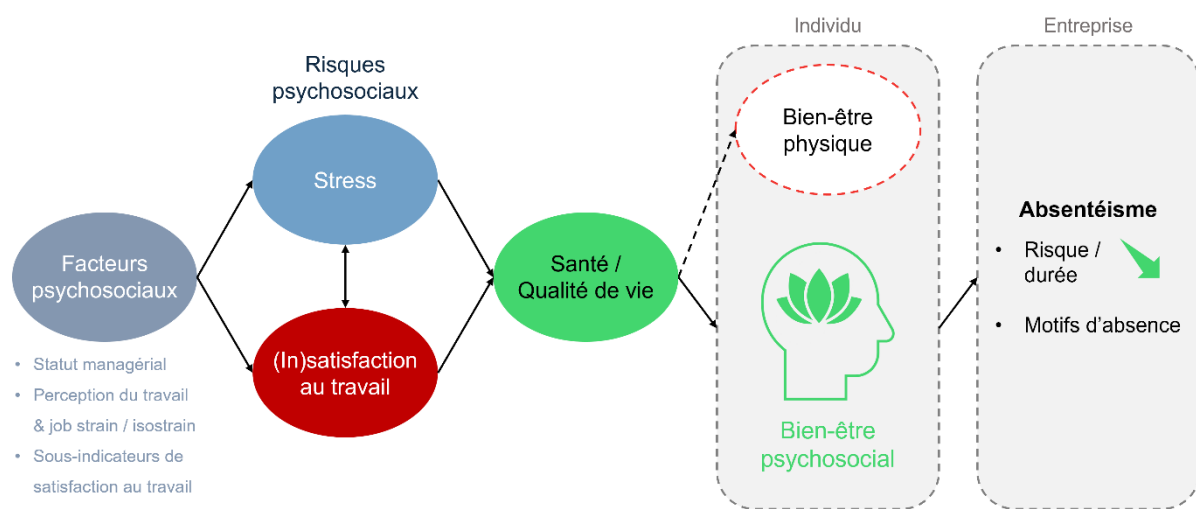 Individu
Entreprise
Risques
psychosociaux
Bien-être
physique
Stress
Absentéisme
• Risque /
durée
• Motifs d'absence
Facteurs
psychosociaux
Santé /
Qualité de vie
(In)satisfaction
au travail
• Statut managérial
• Perception du travail
& job strain / isostrain
• Sous-indicateurs de
satisfaction au travail
Bien-être
psychosocial